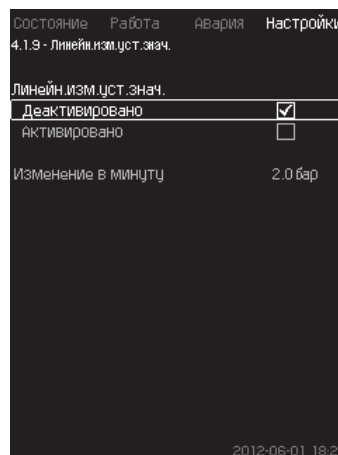 Состояние Работа Авария Настройки
4.1.9 - Линейн.изм.уст.знач.
Линейн.изм.уст.знач.
Деактивировано
Активировано
Изменение в минуту 2.0 бар
2012-06-01 18:2